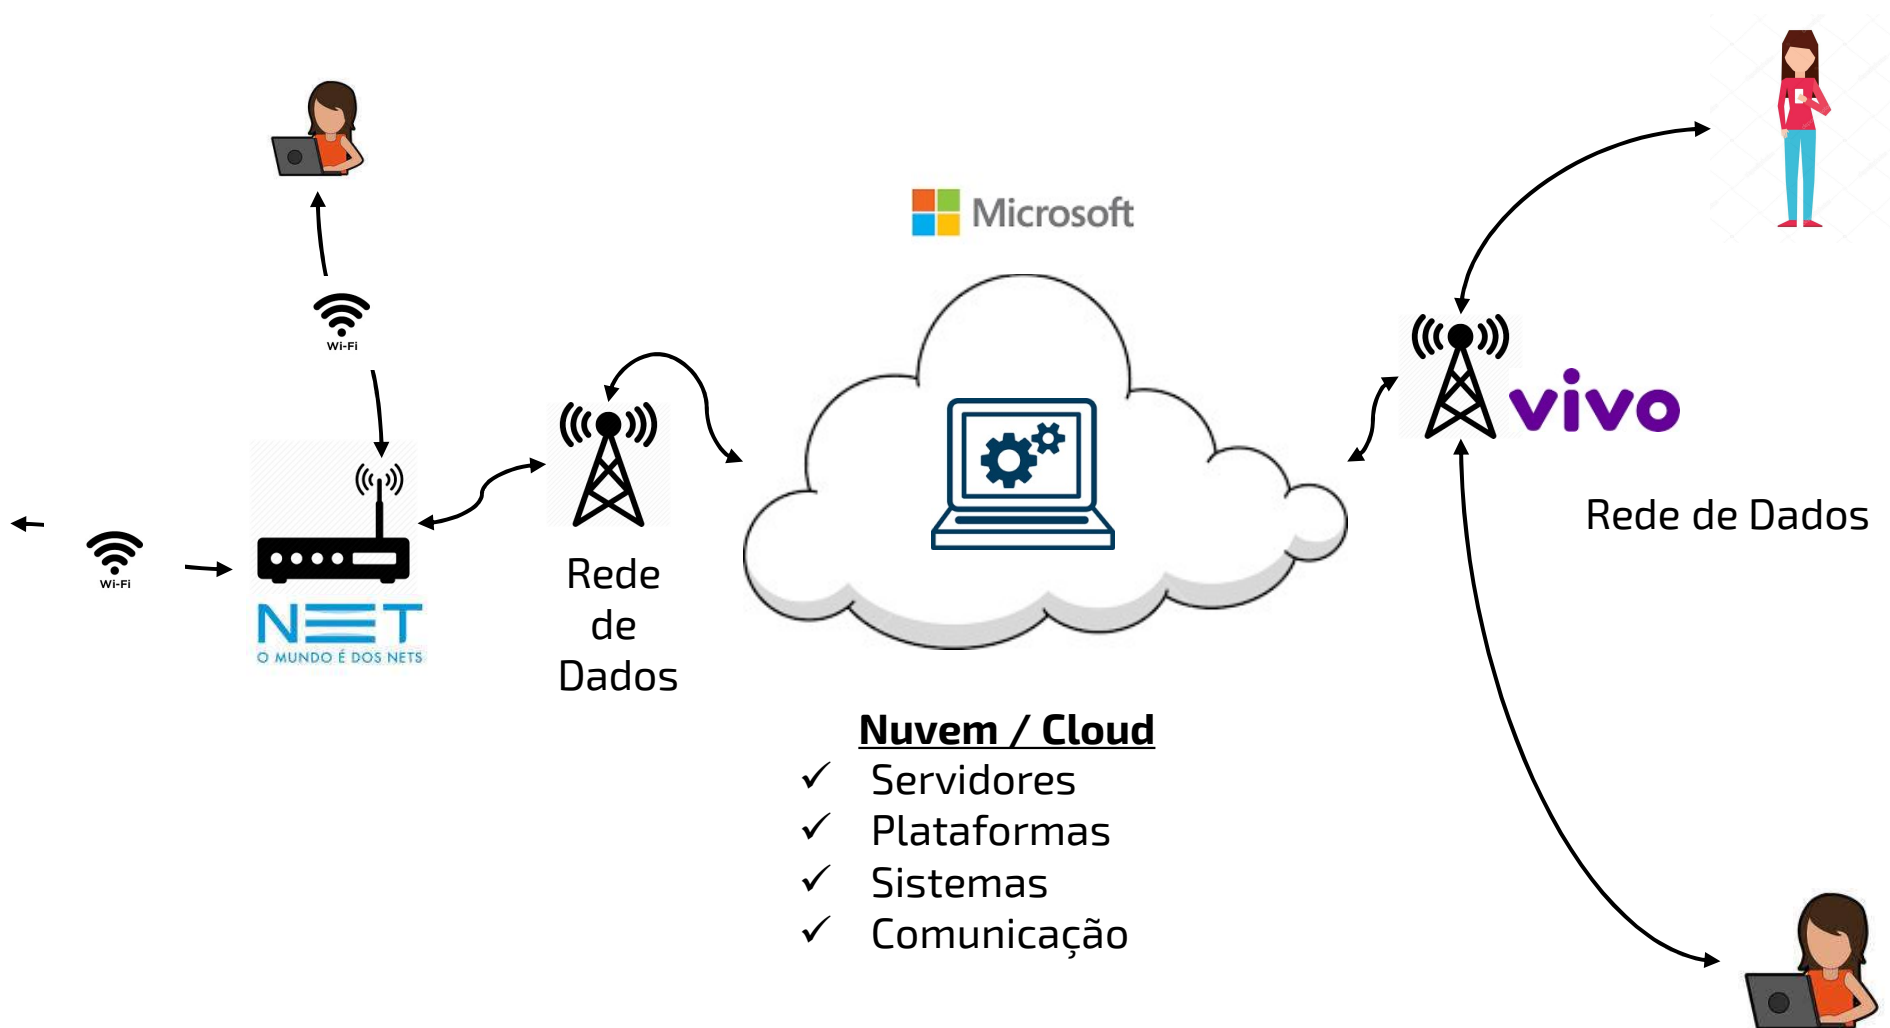 Microsoft
Wi-Fi
vivo
Rede de Dados
Wi-Fi
NET
O MUNDO É DOS NETS
Rede
de
Dados
Nuvem / Cloud
✓ Servidores
✓ Plataformas
✓ Sistemas
✓ Comunicação